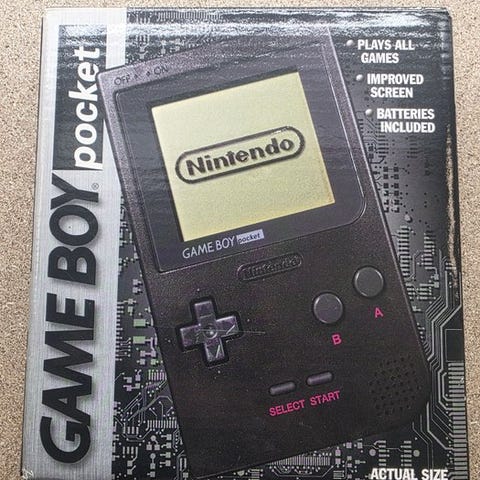 GAME BOY pocket
OFF ON
Nintendo
GAME BOY pocket
Nintendo
B
A
SELECT START
PLAYS ALL
GAMES
IMPROVED
SCREEN
BATTERIES
INCLUDED
ACTUAL SIZE